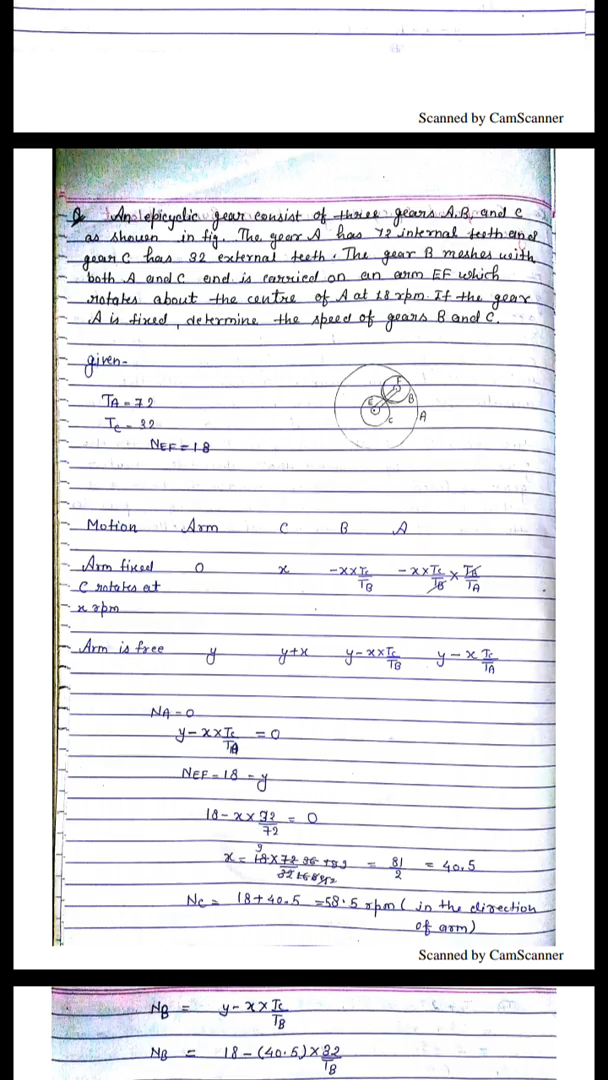 Scanned by CamScanner
Q An epicyclic gear consist of three gears A, B, and C
as shown in fig. The gear A has 72 internal teeth and
gear C has 32 external teeth. The gear B meshes with
both A and C and is carried on an arm EF which
rotates about the centre of A at 18 rpm. If the gear
A is fixed, determine the speed of gears B and C.
given-
TA = 72
TC = 32
NEF = 18
F
E
B
C
A
Motion Arm C B A
Arm fixed 0 x -x×TC/TB -x×TC/TB × TB/TA
C rotates at
x rpm
Arm is free y y+x y-x×TC/TB y-x TC/TA
NA = 0
y-x×TC/TA = 0
NEF = 18 = y
18-x×32/72 = 0
x = 18×72/32 = 81/2 = 40.5
NC = 18+40.5 = 58.5 rpm ( in the direction
of arm)
Scanned by CamScanner
NB = y-x×TC/TB
NB = 18-(40.5)×32/TB